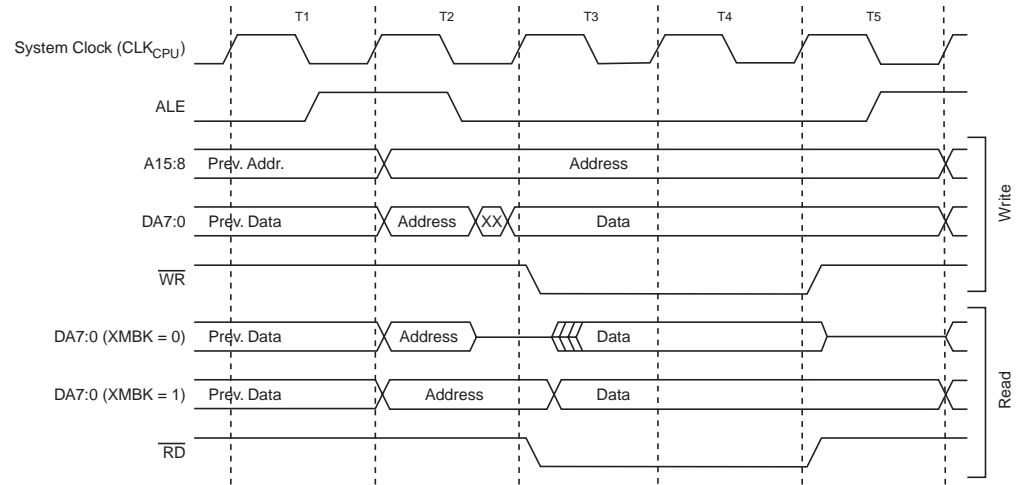 T1 T2 T3 T4 T5
System Clock (CLKCPU)
ALE
A15:8 Prev. Addr. Address
DA7:0 Prev. Data Address XX Data
WR
Write
DA7:0 (XMBK = 0) Prev. Data Address Data
DA7:0 (XMBK = 1) Prev. Data Address Data
RD
Read